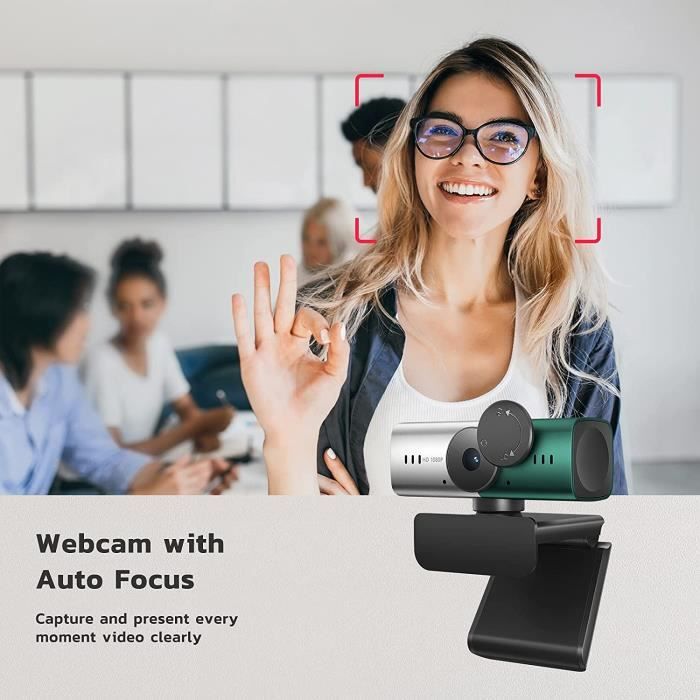 HD 1080P
Webcam with
Auto Focus
Capture and present every
moment video clearly